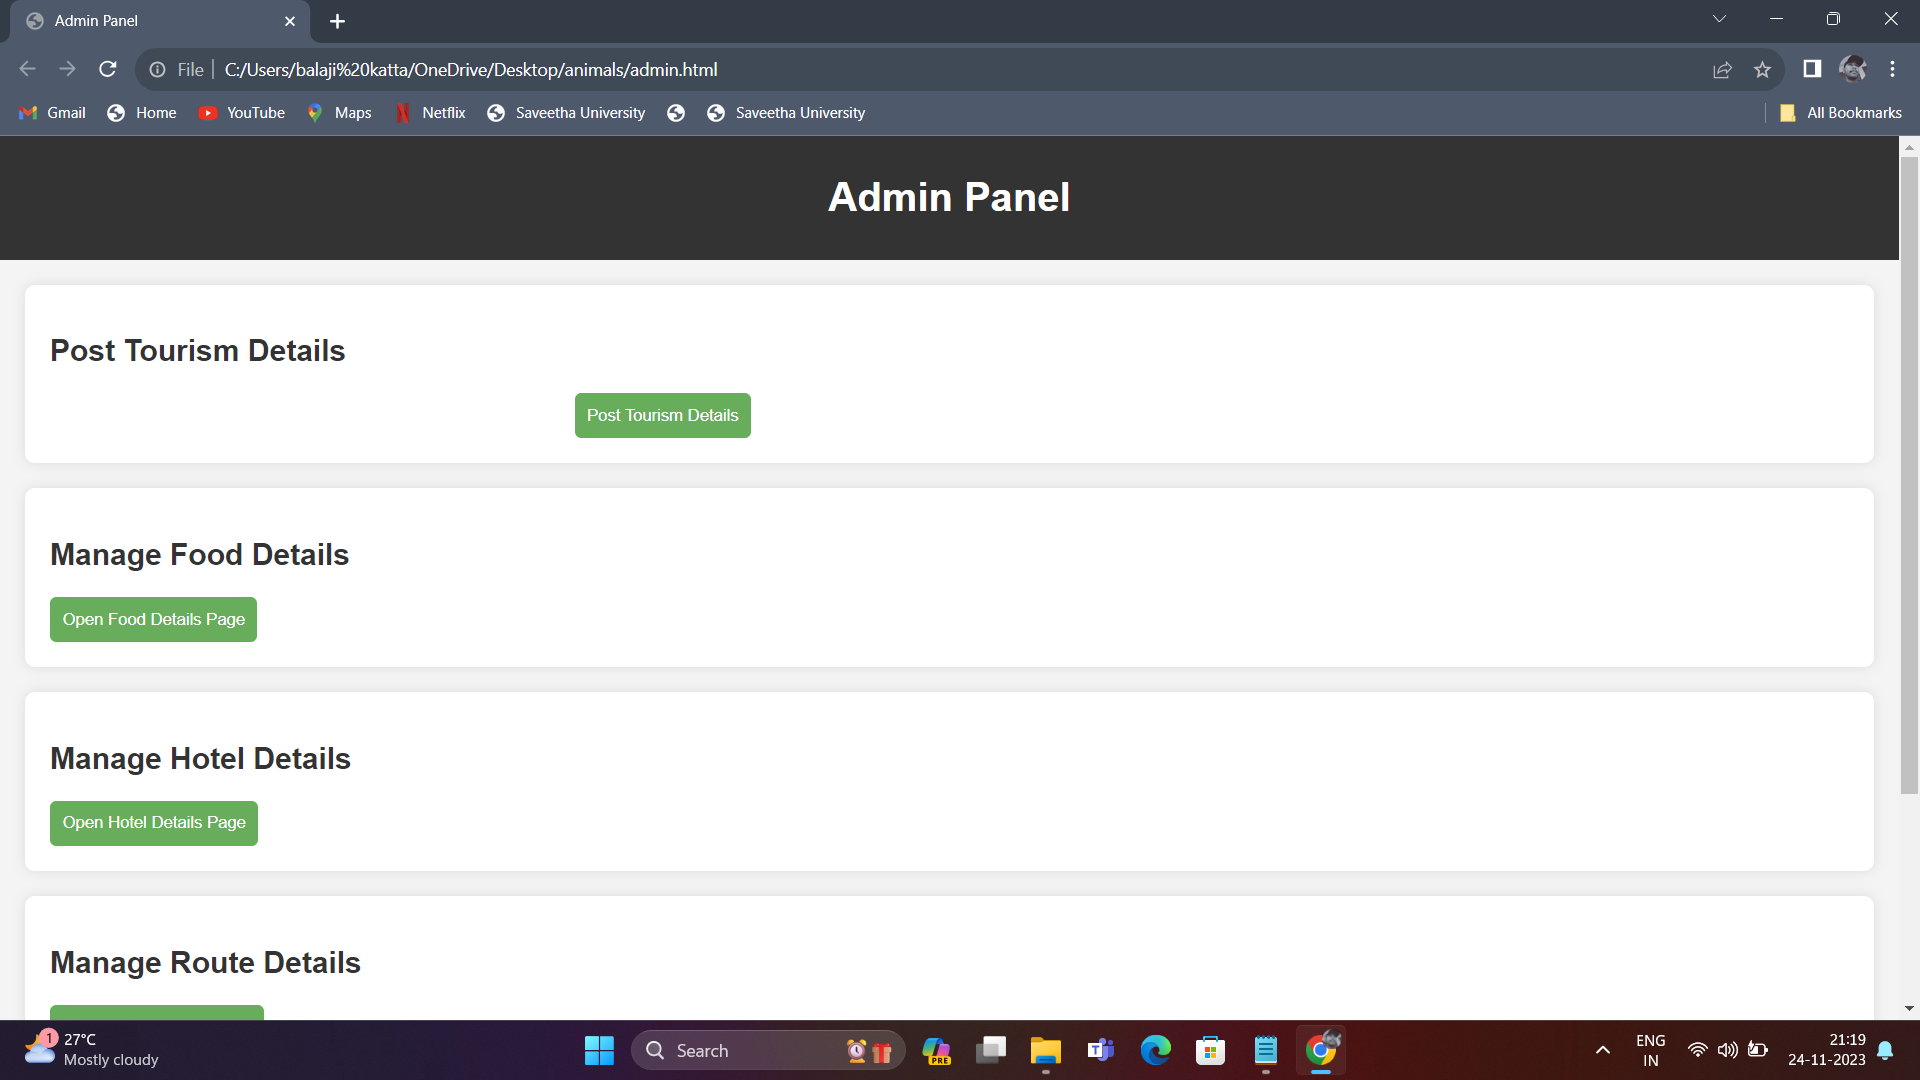 Admin Panel
File
C:/Users/balaji%20katta/OneDrive/Desktop/animals/admin.html
Gmail
Home
YouTube
Maps
Netflix
Saveetha University
Saveetha University
All Bookmarks
Admin Panel
Post Tourism Details
Post Tourism Details
Manage Food Details
Open Food Details Page
Manage Hotel Details
Open Hotel Details Page
Manage Route Details
1
27°C
Mostly cloudy
Search
PRE
ENG
IN
21:19
24-11-2023